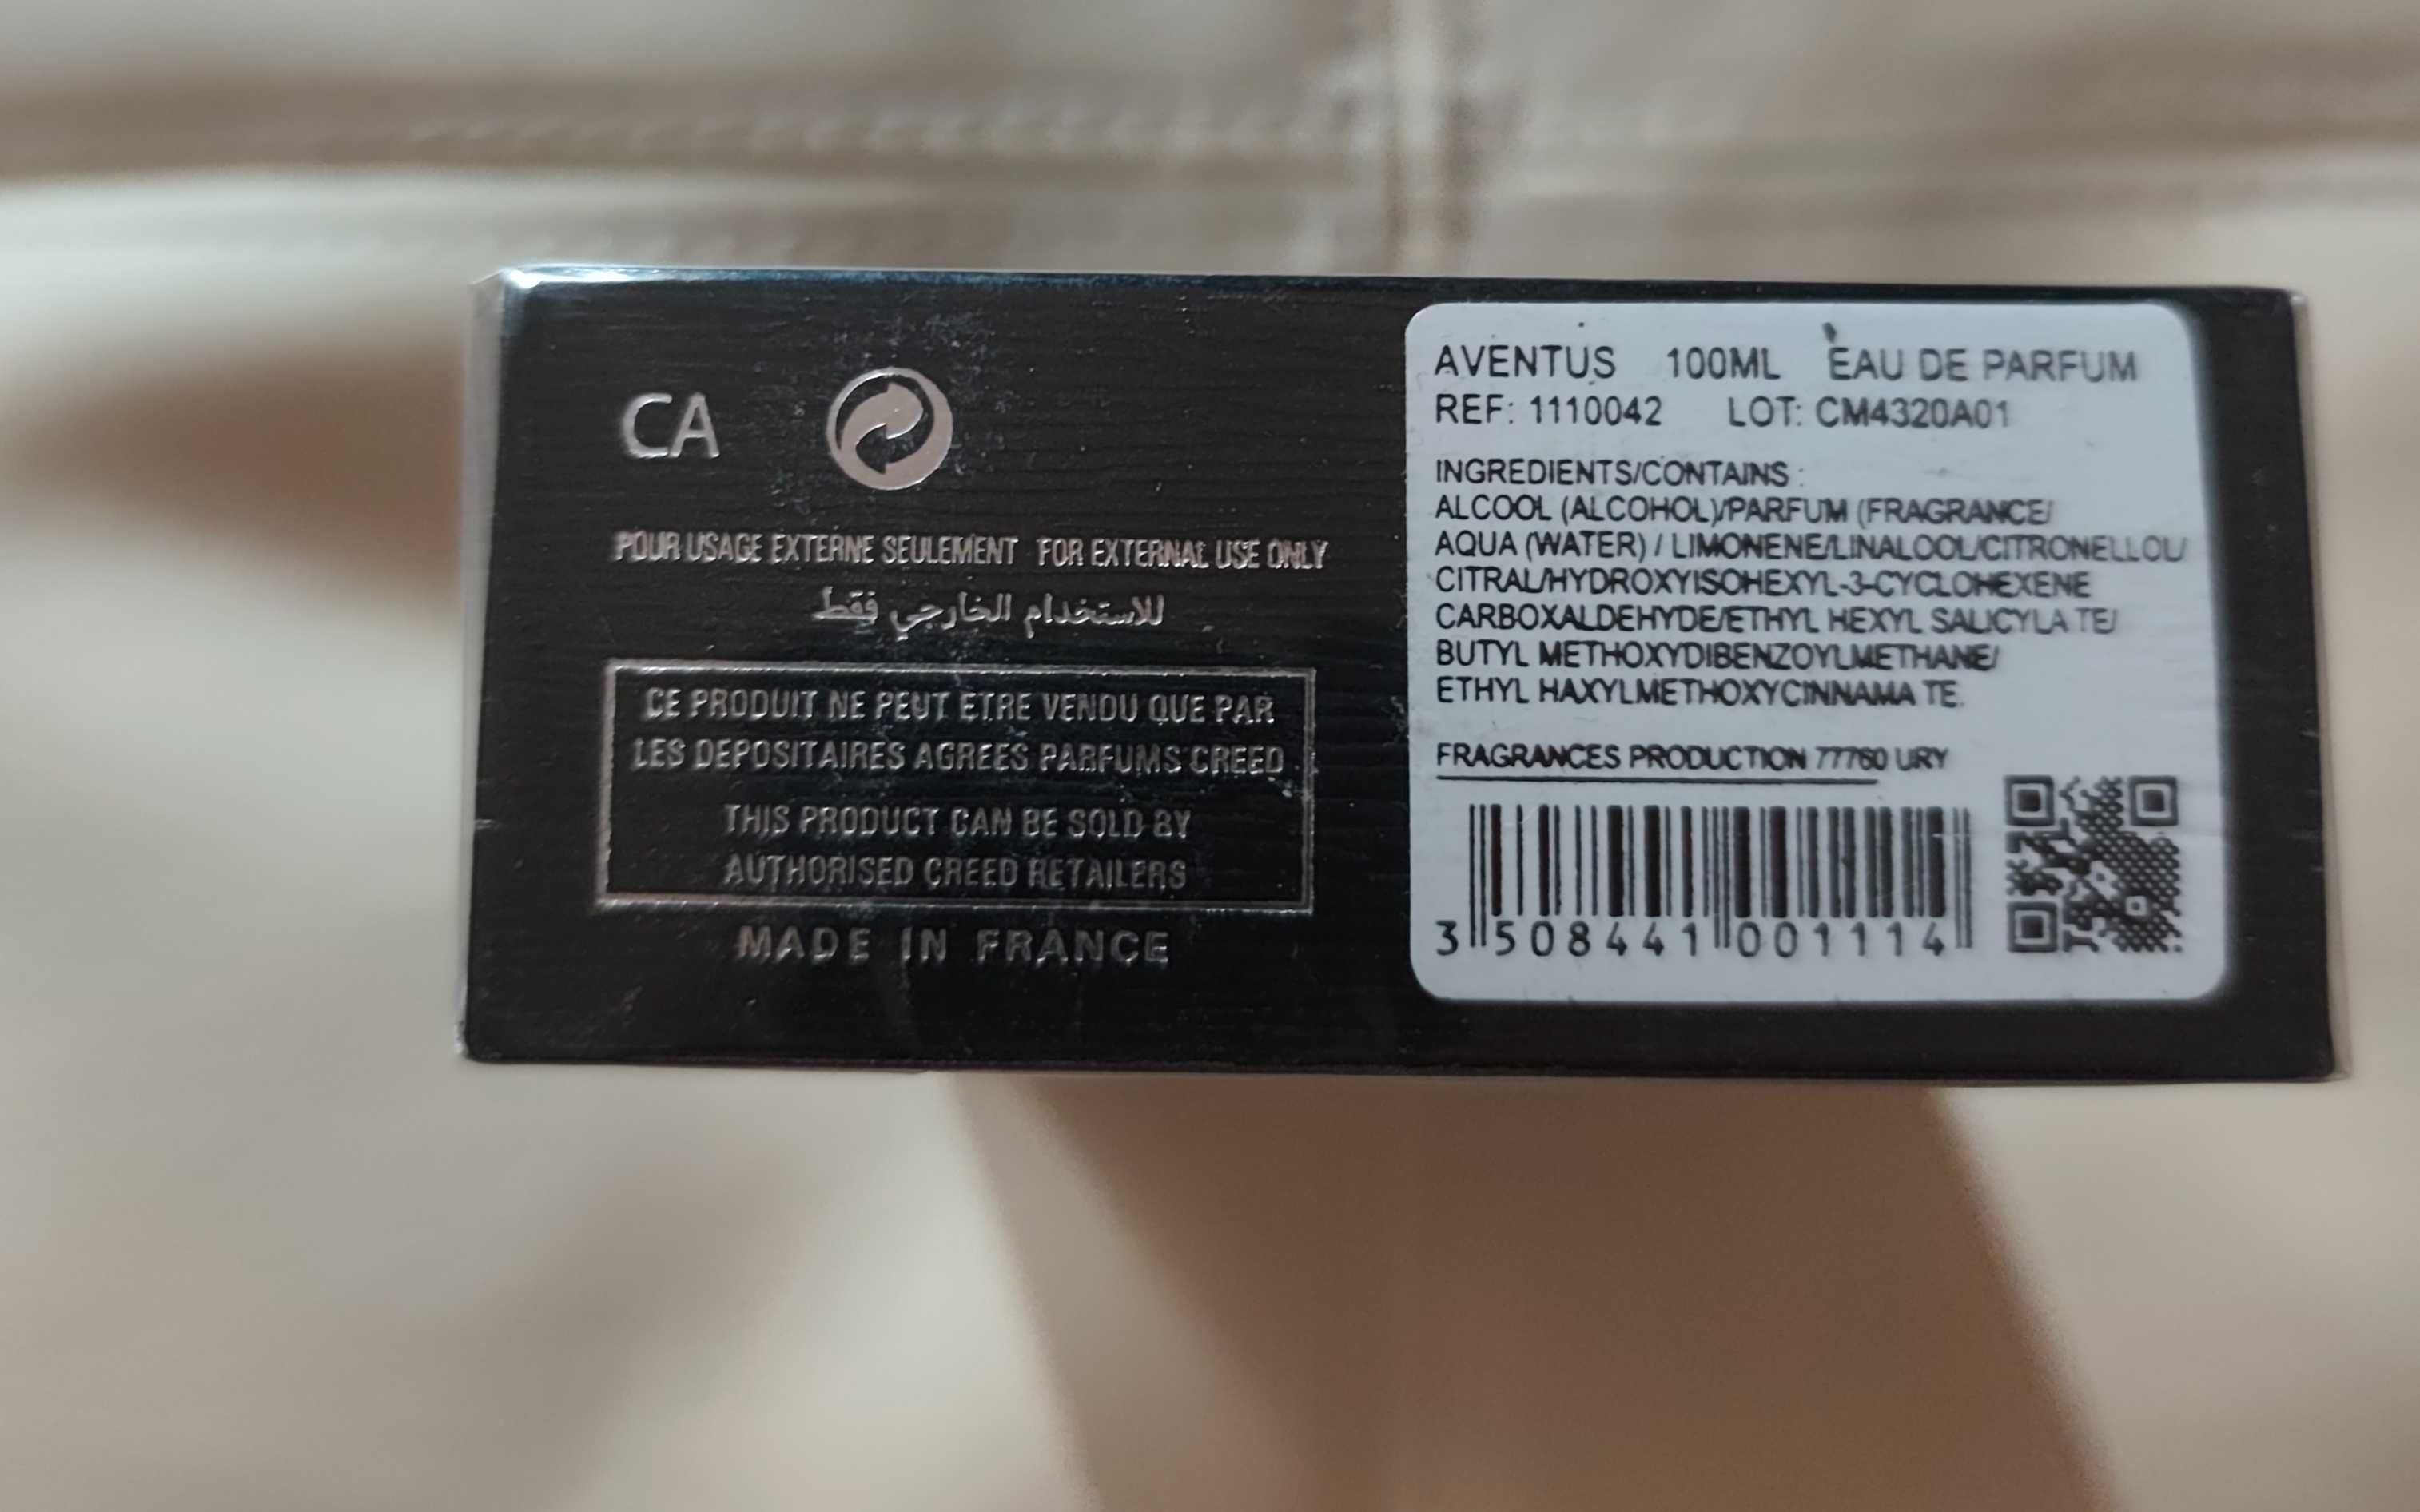 CA
POUR USAGE EXTERNE SEULEMENT FOR EXTERNAL USE ONLY
للاستخدام الخارجي فقط
CE PRODUIT NE PEUT ETRE VENDU QUE PAR
LES DEPOSITAIRES AGREES PARFUMS CREED
THIS PRODUCT CAN BE SOLD BY
AUTHORISED CREED RETAILERS
MADE IN FRANCE
AVENTUS 100ML EAU DE PARFUM
REF: 1110042 LOT: CM4320A01
INGREDIENTS/CONTAINS :
ALCOOL (ALCOHOL)/PARFUM (FRAGRANCE/
AQUA (WATER) / LIMONENE/LINALOOL/CITRONELLOL/
CITRAL/HYDROXYISOHEXYL-3-CYCLOHEXENE
CARBOXALDEHYDE/ETHYL HEXYL SALICYLA TE/
BUTYL METHOXYDIBENZOYLMETHANE/
ETHYL HAXYLMETHOXYCINNAMA TE.
FRAGRANCES PRODUCTION 77760 URY
3 508441 001114